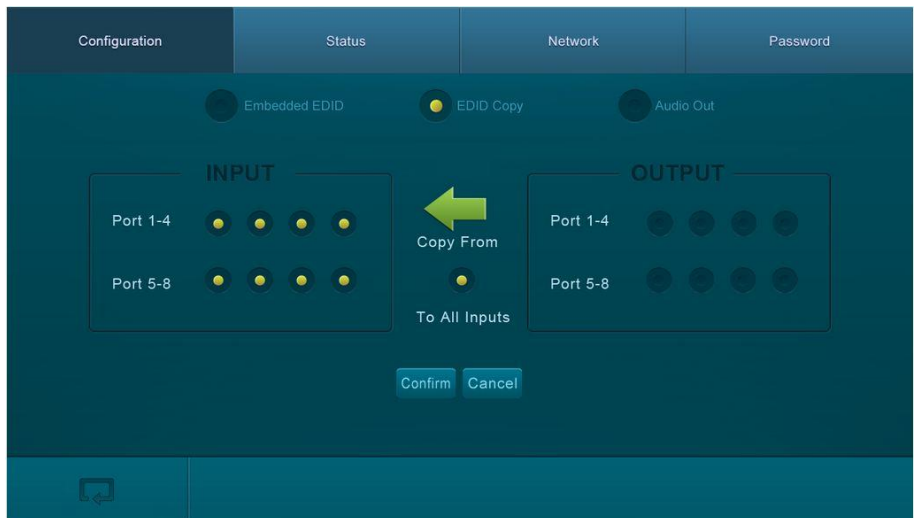 Configuration Status Network Password
Embedded EDID EDID Copy Audio Out
INPUT OUTPUT
Port 1-4 Port 1-4
Copy From
Port 5-8 Port 5-8
To All Inputs
Confirm Cancel